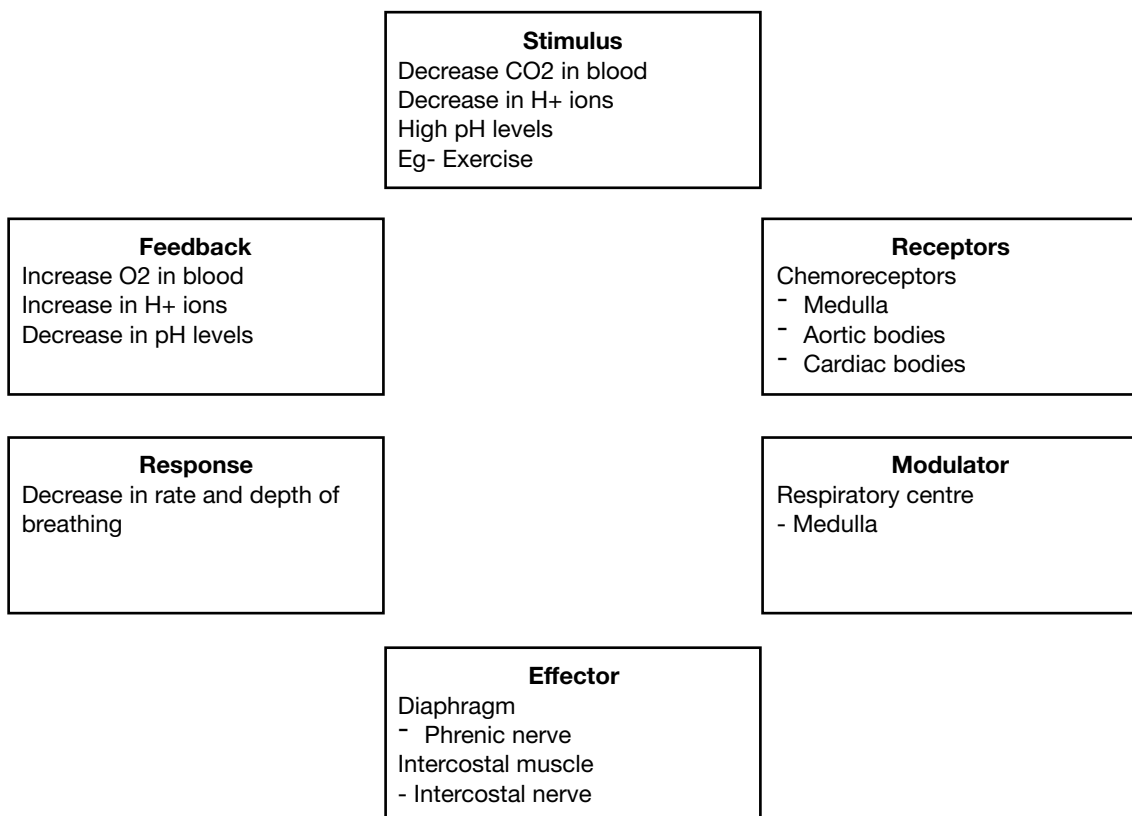 Stimulus
Decrease CO2 in blood
Decrease in H+ ions
High pH levels
Eg- Exercise
Feedback
Increase O2 in blood
Increase in H+ ions
Decrease in pH levels
Receptors
Chemoreceptors
- Medulla
- Aortic bodies
- Cardiac bodies
Response
Decrease in rate and depth of
breathing
Modulator
Respiratory centre
- Medulla
Effector
Diaphragm
- Phrenic nerve
Intercostal muscle
- Intercostal nerve